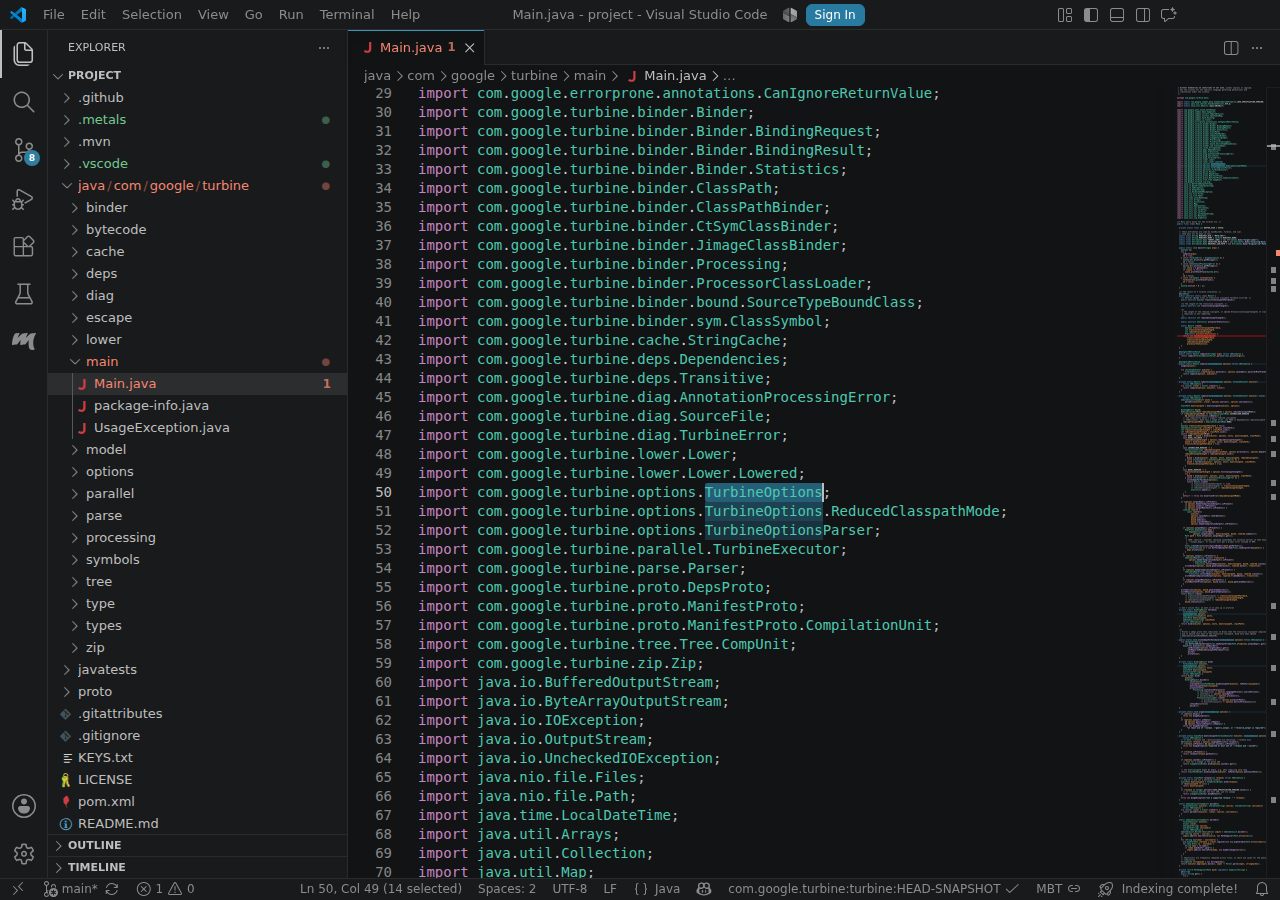 File Edit Selection View Go Run Terminal Help
Main.java - project - Visual Studio Code
Sign In
EXPLORER
PROJECT
.github
.metals
.mvn
8
.vscode
java/com/google/turbine
binder
bytecode
cache
deps
diag
escape
lower
main
Main.java 1
package-info.java
UsageException.java
model
options
parallel
parse
processing
symbols
tree
type
types
zip
javatests
proto
.gitattributes
.gitignore
KEYS.txt
LICENSE
pom.xml
README.md
OUTLINE
TIMELINE
Main.java 1
java > com > google > turbine > main > Main.java > ...
29 import com.google.errorprone.annotations.CanIgnoreReturnValue;
30 import com.google.turbine.binder.Binder;
31 import com.google.turbine.binder.Binder.BindingRequest;
32 import com.google.turbine.binder.Binder.BindingResult;
33 import com.google.turbine.binder.Binder.Statistics;
34 import com.google.turbine.binder.ClassPath;
35 import com.google.turbine.binder.ClassPathBinder;
36 import com.google.turbine.binder.CtSymClassBinder;
37 import com.google.turbine.binder.JimageClassBinder;
38 import com.google.turbine.binder.Processing;
39 import com.google.turbine.binder.ProcessorClassLoader;
40 import com.google.turbine.binder.bound.SourceTypeBoundClass;
41 import com.google.turbine.binder.sym.ClassSymbol;
42 import com.google.turbine.cache.StringCache;
43 import com.google.turbine.deps.Dependencies;
44 import com.google.turbine.deps.Transitive;
45 import com.google.turbine.diag.AnnotationProcessingError;
46 import com.google.turbine.diag.SourceFile;
47 import com.google.turbine.diag.TurbineError;
48 import com.google.turbine.lower.Lower;
49 import com.google.turbine.lower.Lower.Lowered;
50 import com.google.turbine.options.TurbineOptions;
51 import com.google.turbine.options.TurbineOptions.ReducedClasspathMode;
52 import com.google.turbine.options.TurbineOptionsParser;
53 import com.google.turbine.parallel.TurbineExecutor;
54 import com.google.turbine.parse.Parser;
55 import com.google.turbine.proto.DepsProto;
56 import com.google.turbine.proto.ManifestProto;
57 import com.google.turbine.proto.ManifestProto.CompilationUnit;
58 import com.google.turbine.tree.Tree.CompUnit;
59 import com.google.turbine.zip.Zip;
60 import java.io.BufferedOutputStream;
61 import java.io.ByteArrayOutputStream;
62 import java.io.IOException;
63 import java.io.OutputStream;
64 import java.io.UncheckedIOException;
65 import java.nio.file.Files;
66 import java.nio.file.Path;
67 import java.time.LocalDateTime;
68 import java.util.Arrays;
69 import java.util.Collection;
70 import java.util.Map;
main* 1 0 Ln 50, Col 49 (14 selected) Spaces: 2 UTF-8 LF { } Java com.google.turbine:turbine:HEAD-SNAPSHOT MBT Indexing complete!